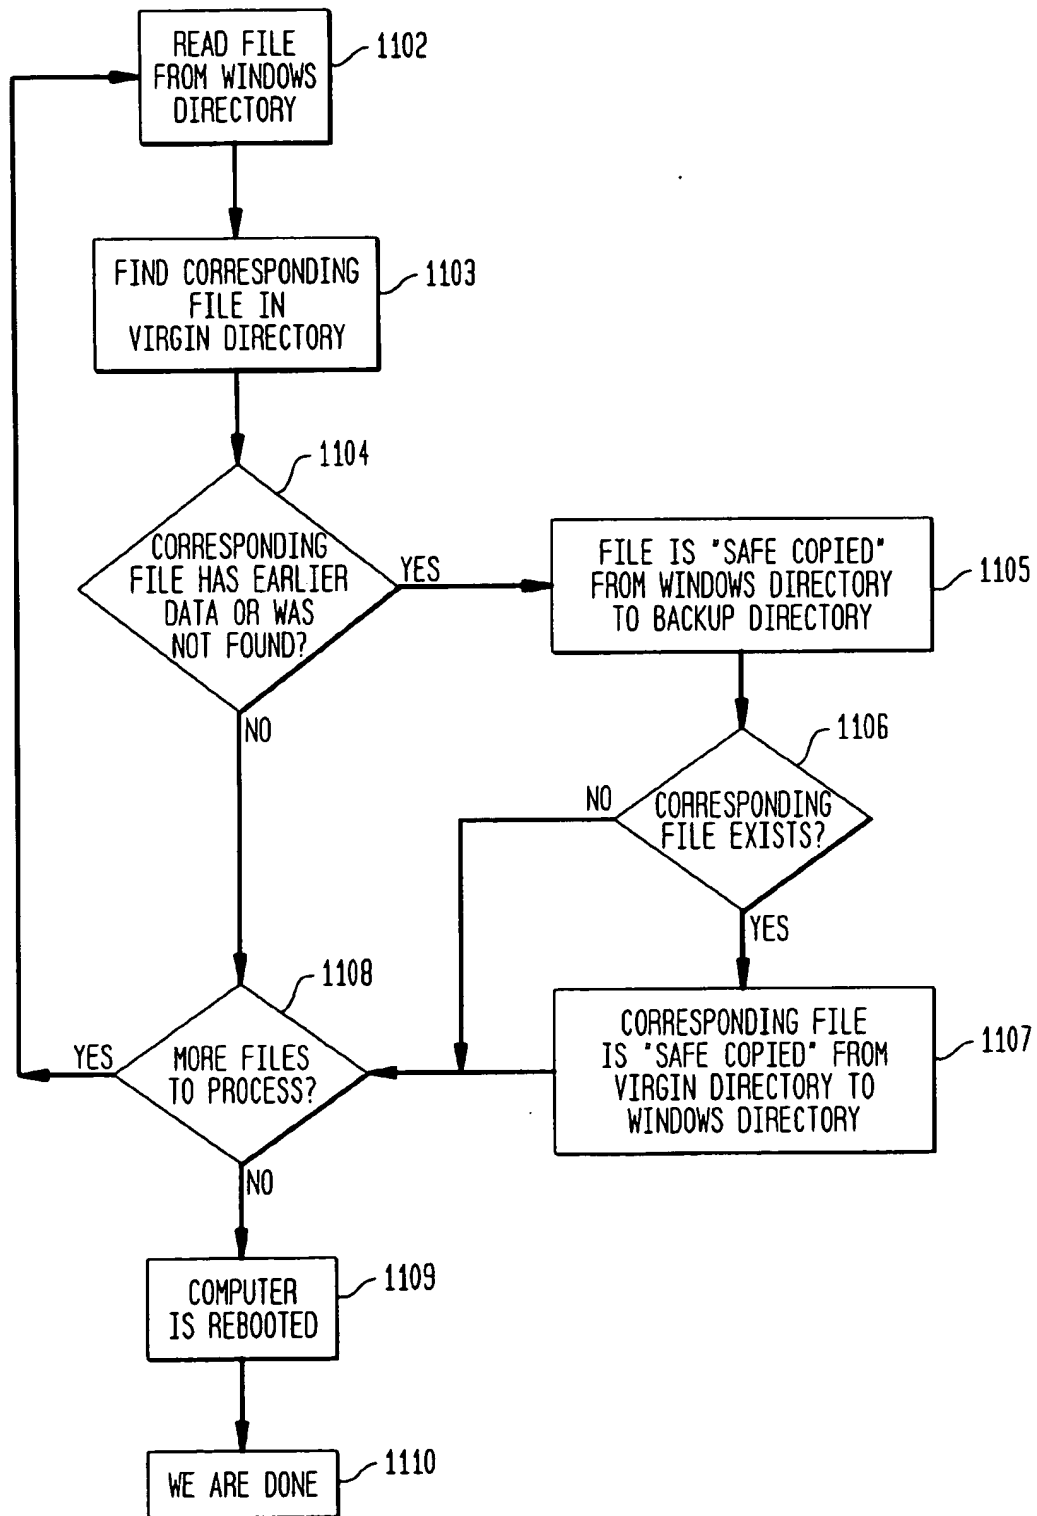 READ FILE
FROM WINDOWS
DIRECTORY
1102
FIND CORRESPONDING
FILE IN
VIRGIN DIRECTORY
1103
1104
CORRESPONDING
FILE HAS EARLIER
DATA OR WAS
NOT FOUND?
YES
NO
FILE IS "SAFE COPIED"
FROM WINDOWS DIRECTORY
TO BACKUP DIRECTORY
1105
1106
CORRESPONDING
FILE EXISTS?
NO
YES
CORRESPONDING FILE
IS "SAFE COPIED" FROM
VIRGIN DIRECTORY TO
WINDOWS DIRECTORY
1107
1108
MORE FILES
TO PROCESS?
YES
NO
COMPUTER
IS REBOOTED
1109
WE ARE DONE
1110